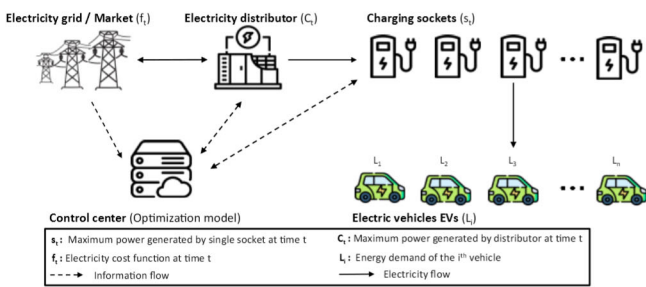 Electricity grid / Market (fₜ)
Electricity distributor (Cₜ)
Charging sockets (sₜ)
L₁
L₂
L₃
Lₙ
Control center (Optimization model)
Electric vehicles EVs (Lᵢ)
sₜ : Maximum power generated by single socket at time t
Cₜ : Maximum power generated by distributor at time t
fₜ : Electricity cost function at time t
Lᵢ : Energy demand of the iᵗʰ vehicle
Information flow
Electricity flow